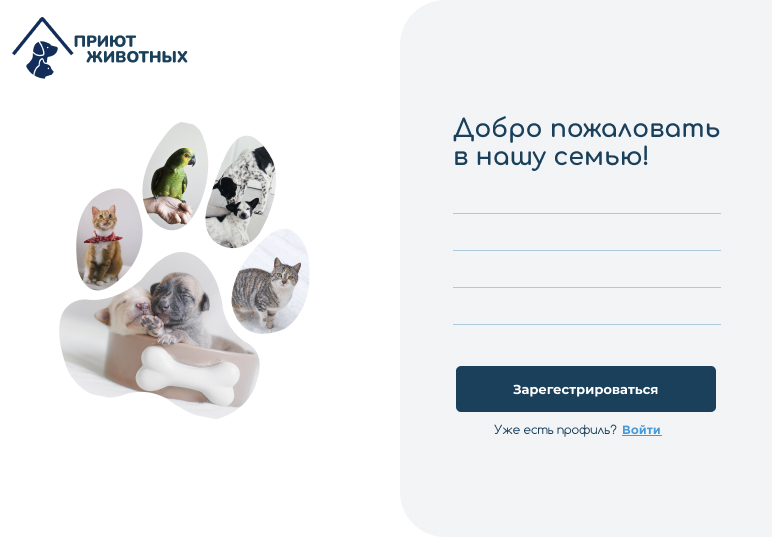 ПРИЮТ
ЖИВОТНЫХ
Добро пожаловать
в нашу семью!
Зарегестрироваться
Уже есть профиль? Войти